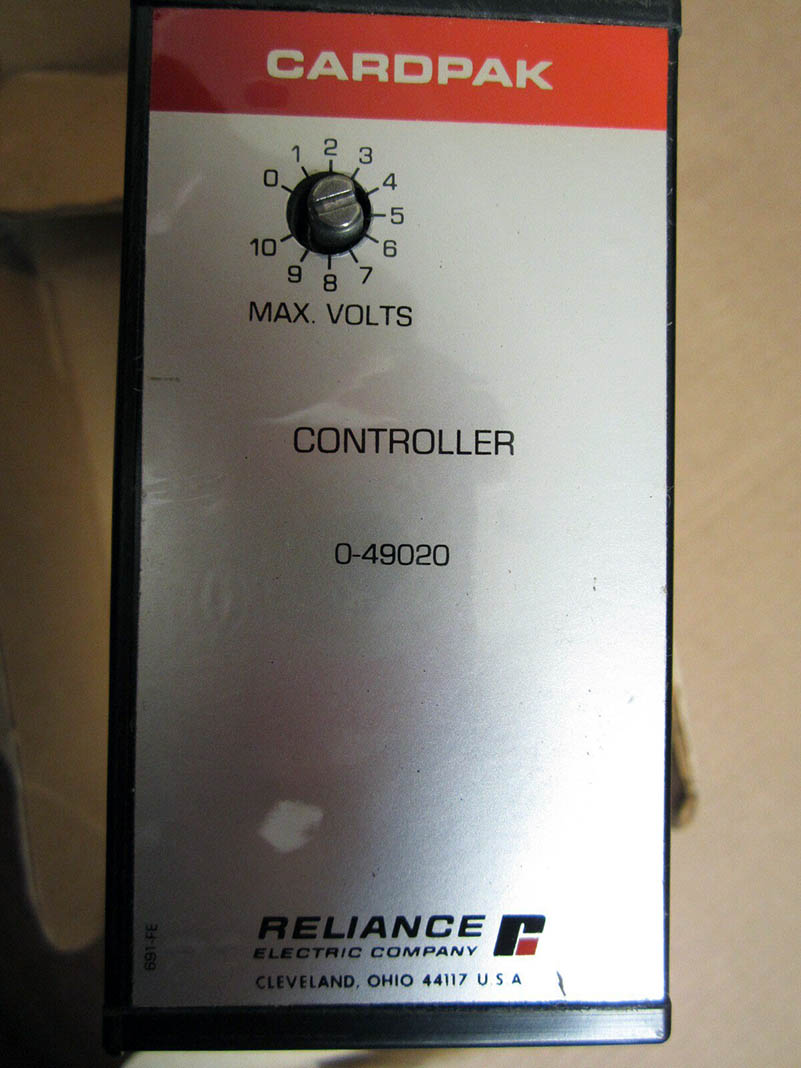 CARDPAK
0 1 2 3 4 5 6 7 8 9 10
MAX. VOLTS
CONTROLLER
0-49020
RELIANCE
ELECTRIC COMPANY
CLEVELAND, OHIO 44117 U.S A
691-FE